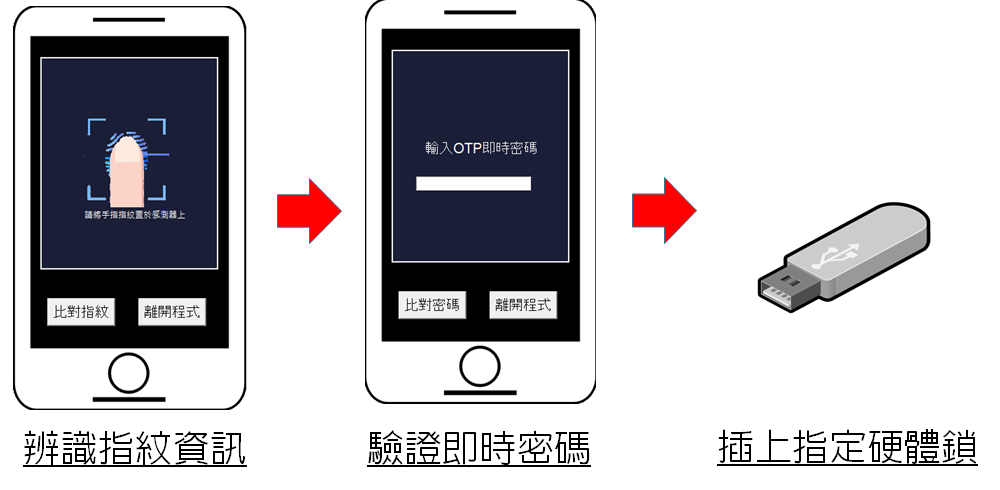 請將手指指紋置於感測器上
比對指紋
離開程式
辨識指紋資訊
輸入OTP即時密碼
比對密碼
離開程式
驗證即時密碼
插上指定硬體鎖